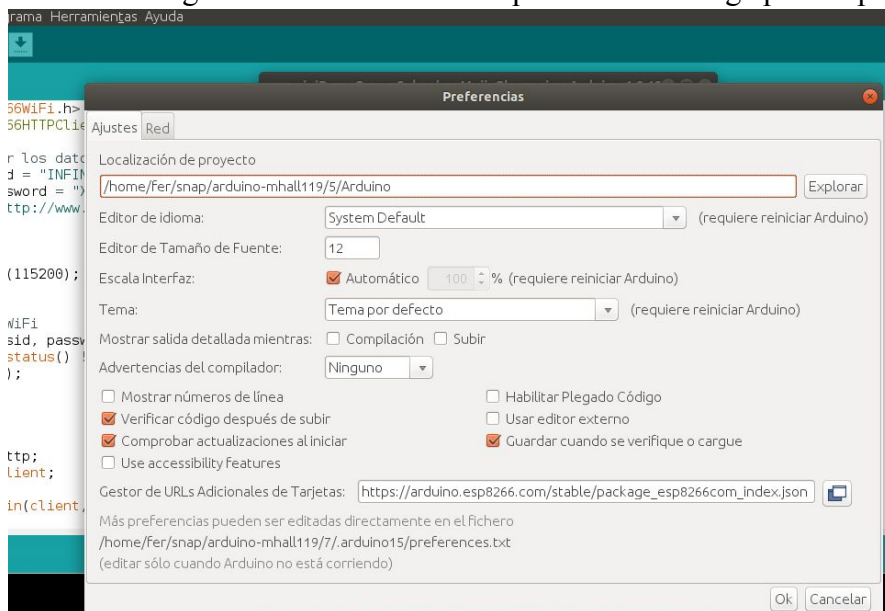 grama Herramientas Ayuda
Preferencias
66WiFi.h>
66HTTPClie
r los dato
d = "INFIN
sword = "X
ttp://www.
(115200);
WiFi
sid, passw
status() !
);
ttp;
lient;
in(client,
Ajustes Red
Localización de proyecto
/home/fer/snap/arduino-mhall119/5/Arduino Explorar
Editor de idioma: System Default (requiere reiniciar Arduino)
Editor de Tamaño de Fuente: 12
Escala Interfaz: Automático 100 % (requiere reiniciar Arduino)
Tema: Tema por defecto (requiere reiniciar Arduino)
Mostrar salida detallada mientras: Compilación Subir
Advertencias del compilador: Ninguno
Mostrar números de línea Habilitar Plegado Código
Verificar código después de subir Usar editor externo
Comprobar actualizaciones al iniciar Guardar cuando se verifique o cargue
Use accessibility features
Gestor de URLs Adicionales de Tarjetas: https://arduino.esp8266.com/stable/package_esp8266com_index.json
Más preferencias pueden ser editadas directamente en el fichero
/home/fer/snap/arduino-mhall119/7/.arduino15/preferences.txt
(editar sólo cuando Arduino no está corriendo)
Ok Cancelar